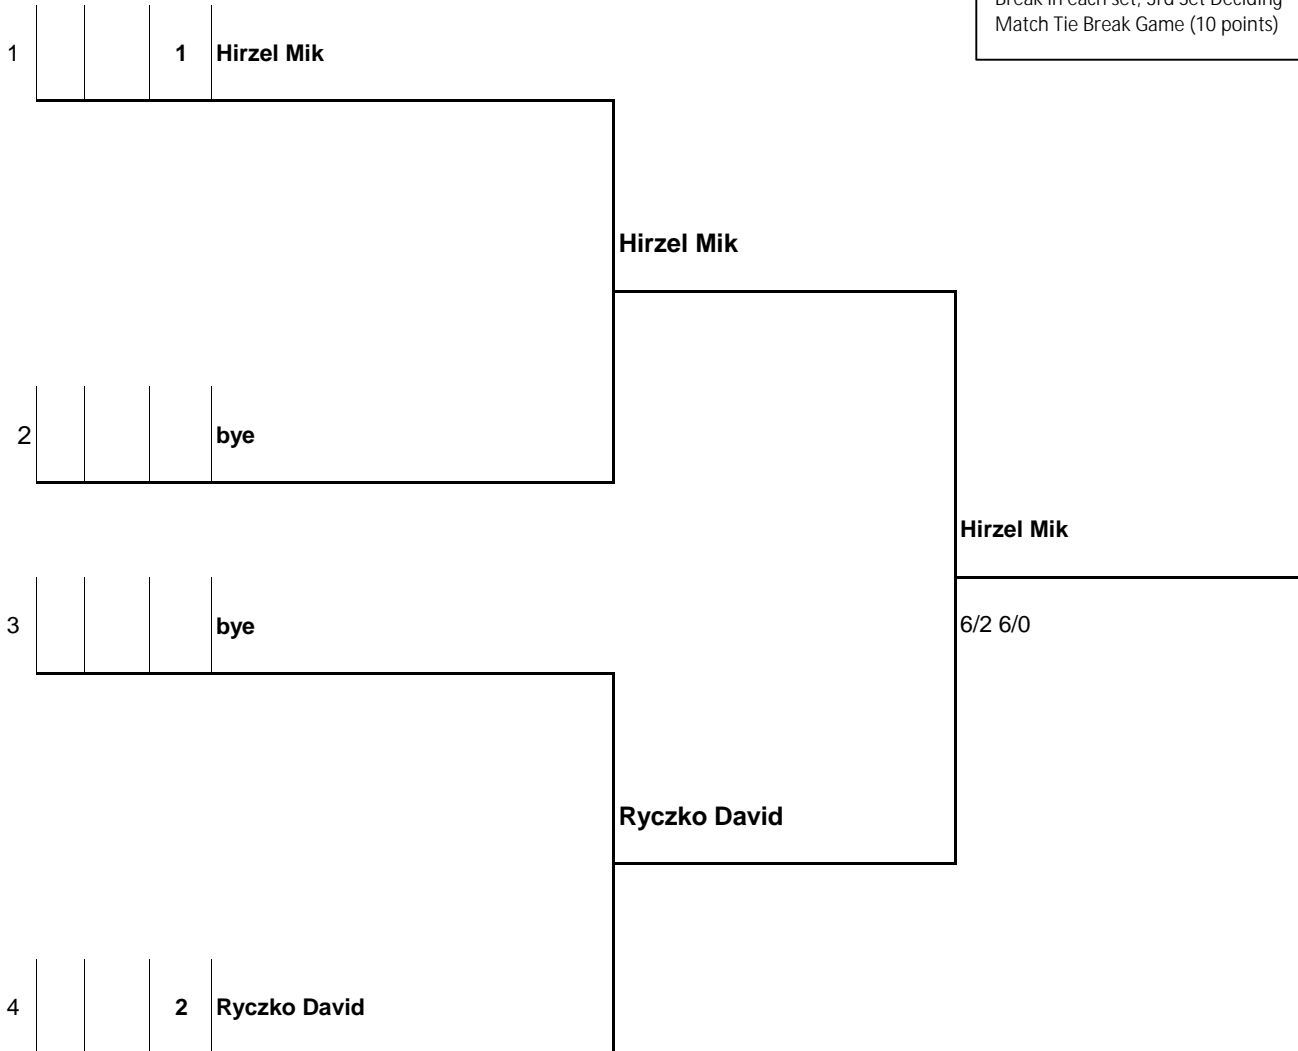 Break in each set, 3rd Set Deciding
Match Tie Break Game (10 points)
1 1 Hirzel Mik
Hirzel Mik
2 bye
Hirzel Mik
3 bye
6/2 6/0
Ryczko David
4 2 Ryczko David